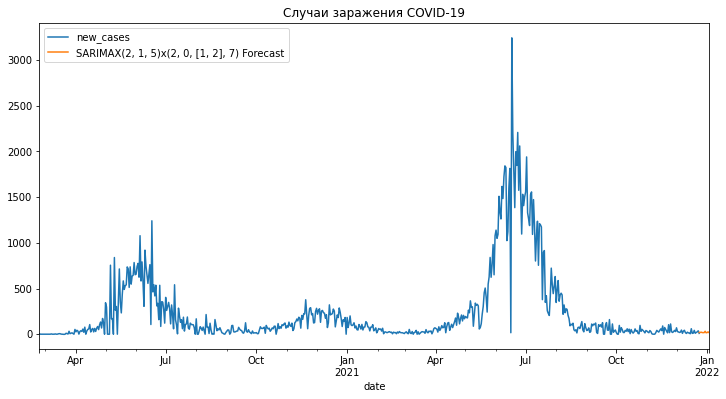 Случаи заражения COVID-19
new_cases
SARIMAX(2, 1, 5)x(2, 0, [1, 2], 7) Forecast
3000
2500
2000
1500
1000
500
0
Apr Jul Oct Jan Apr Jul Oct Jan
2021 2022
date